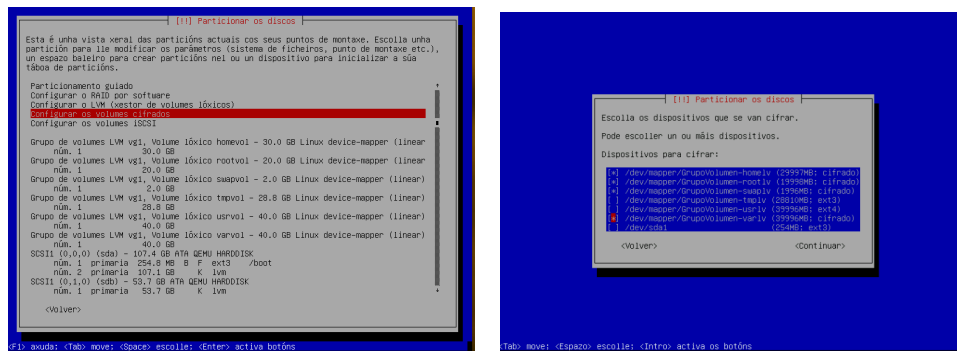 [!!] Particionar os discos
Esta é unha vista xeral das particións actuais cos seus puntos de montaxe. Escolla unha
partición para lle modificar os parámetros (sistema de ficheiros, punto de montaxe etc.),
un espazo baleiro para crear particións nel ou un dispositivo para inicializar a súa
táboa de particións.
Particionamento guiado
Configurar o RAID por software
Configurar o LVM (xestor de volumes lóxicos)
Configurar os volumes cifrados
Configurar os volumes iSCSI
Grupo de volumes LVM vg1, Volume lóxico homevol - 30.0 GB Linux device-mapper (linear
núm. 1 30.0 GB
Grupo de volumes LVM vg1, Volume lóxico rootvol - 20.0 GB Linux device-mapper (linear
núm. 1 20.0 GB
Grupo de volumes LVM vg1, Volume lóxico swapvol - 2.0 GB Linux device-mapper (linear)
núm. 1 2.0 GB
Grupo de volumes LVM vg1, Volume lóxico tmpvol - 28.8 GB Linux device-mapper (linear)
núm. 1 28.8 GB
Grupo de volumes LVM vg1, Volume lóxico usrvol - 40.0 GB Linux device-mapper (linear)
núm. 1 40.0 GB
Grupo de volumes LVM vg1, Volume lóxico varvol - 40.0 GB Linux device-mapper (linear)
núm. 1 40.0 GB
SCSI1 (0,0,0) (sda) - 107.4 GB ATA QEMU HARDDISK
núm. 1 primaria 254.8 MB B F ext3 /boot
núm. 2 primaria 107.1 GB K lvm
SCSI1 (0,1,0) (sdb) - 53.7 GB ATA QEMU HARDDISK
núm. 1 primaria 53.7 GB K lvm
<Volver>
<F1> axuda; <Tab> move; <Space> escolle; <Enter> activa botóns
[!!] Particionar os discos
Escolla os dispositivos que se van cifrar.
Pode escoller un ou máis dispositivos.
Dispositivos para cifrar:
[*] /dev/mapper/GrupoVolumen-homelv (29997MB; cifrado)
[*] /dev/mapper/GrupoVolumen-rootlv (19998MB; cifrado)
[*] /dev/mapper/GrupoVolumen-swaplv (1996MB; cifrado)
[ ] /dev/mapper/GrupoVolumen-tmplv (28810MB; ext3)
[ ] /dev/mapper/GrupoVolumen-usrlv (39996MB; ext4)
[*] /dev/mapper/GrupoVolumen-varlv (39996MB; cifrado)
[ ] /dev/sda1 (254MB; ext3)
<Volver> <Continuar>
<Tab> move; <Espazo> escolle; <Intro> activa os botóns